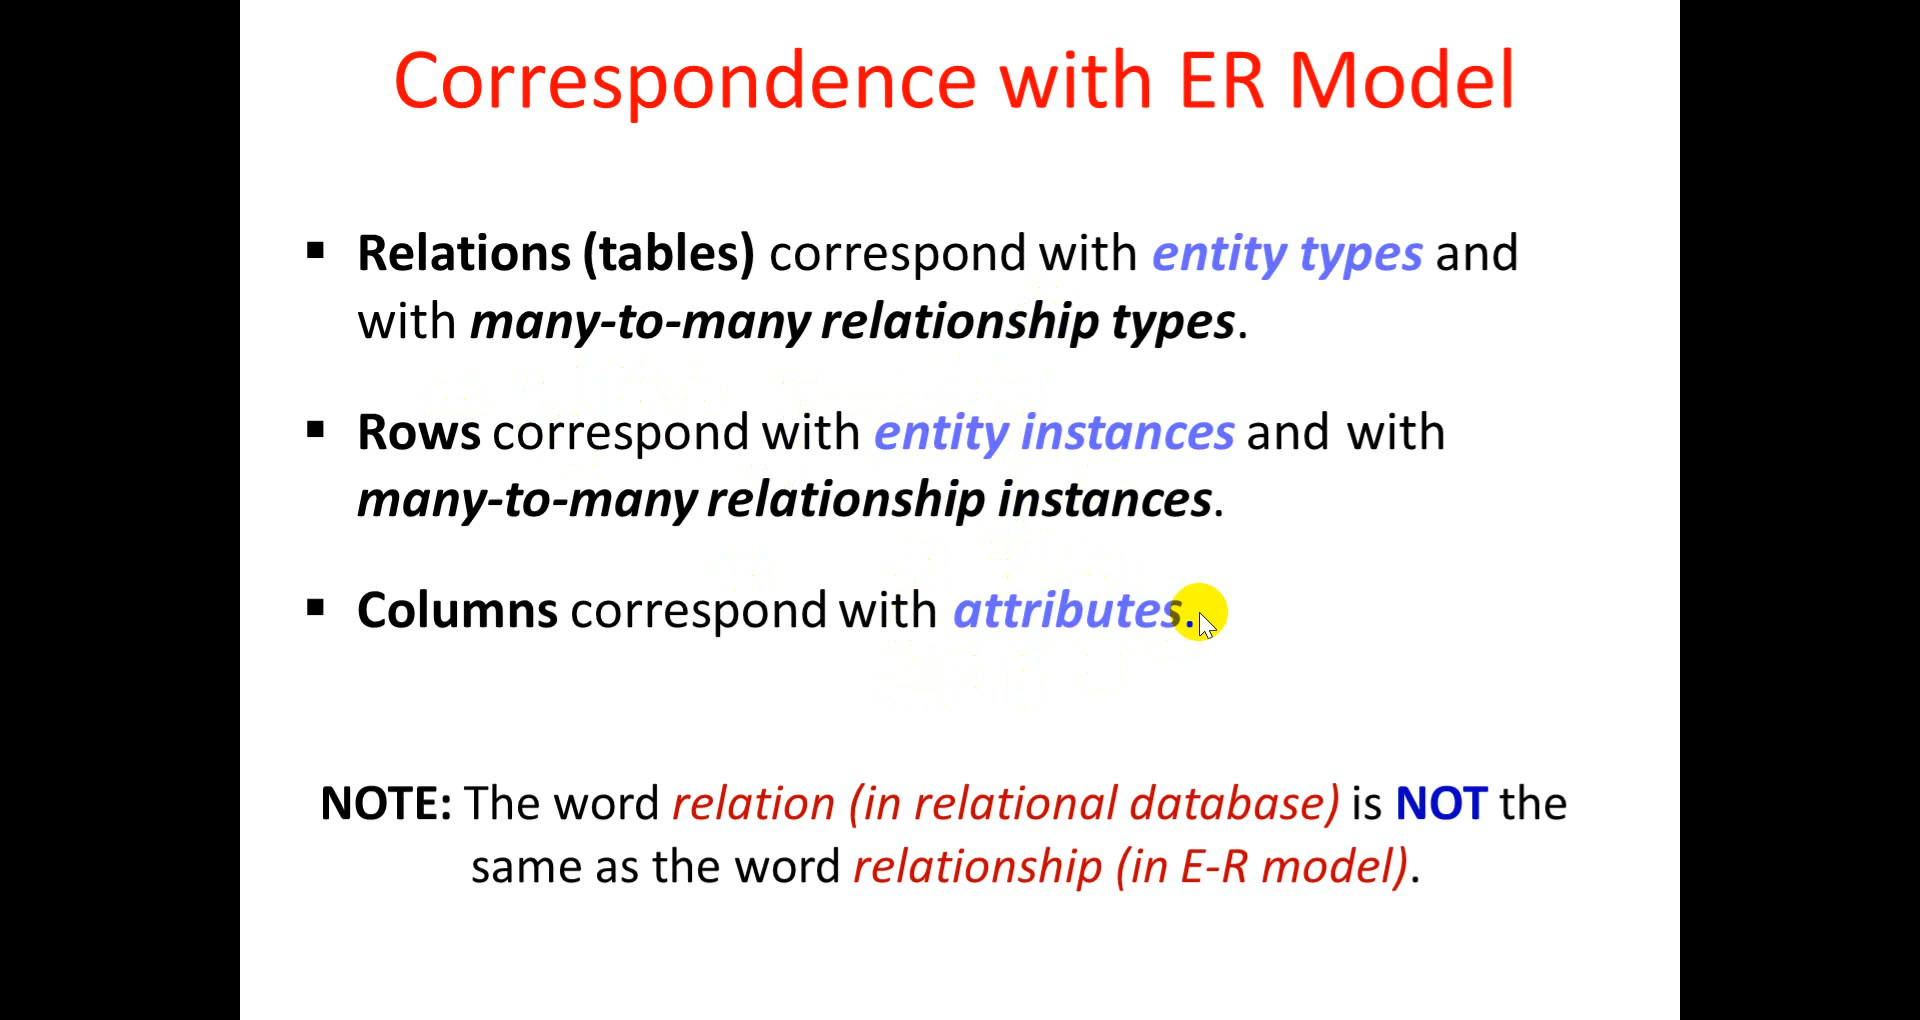 Correspondence with ER Model
▪ Relations (tables) correspond with entity types and
with many-to-many relationship types.
▪ Rows correspond with entity instances and with
many-to-many relationship instances.
▪ Columns correspond with attributes.
NOTE: The word relation (in relational database) is NOT the
same as the word relationship (in E-R model).